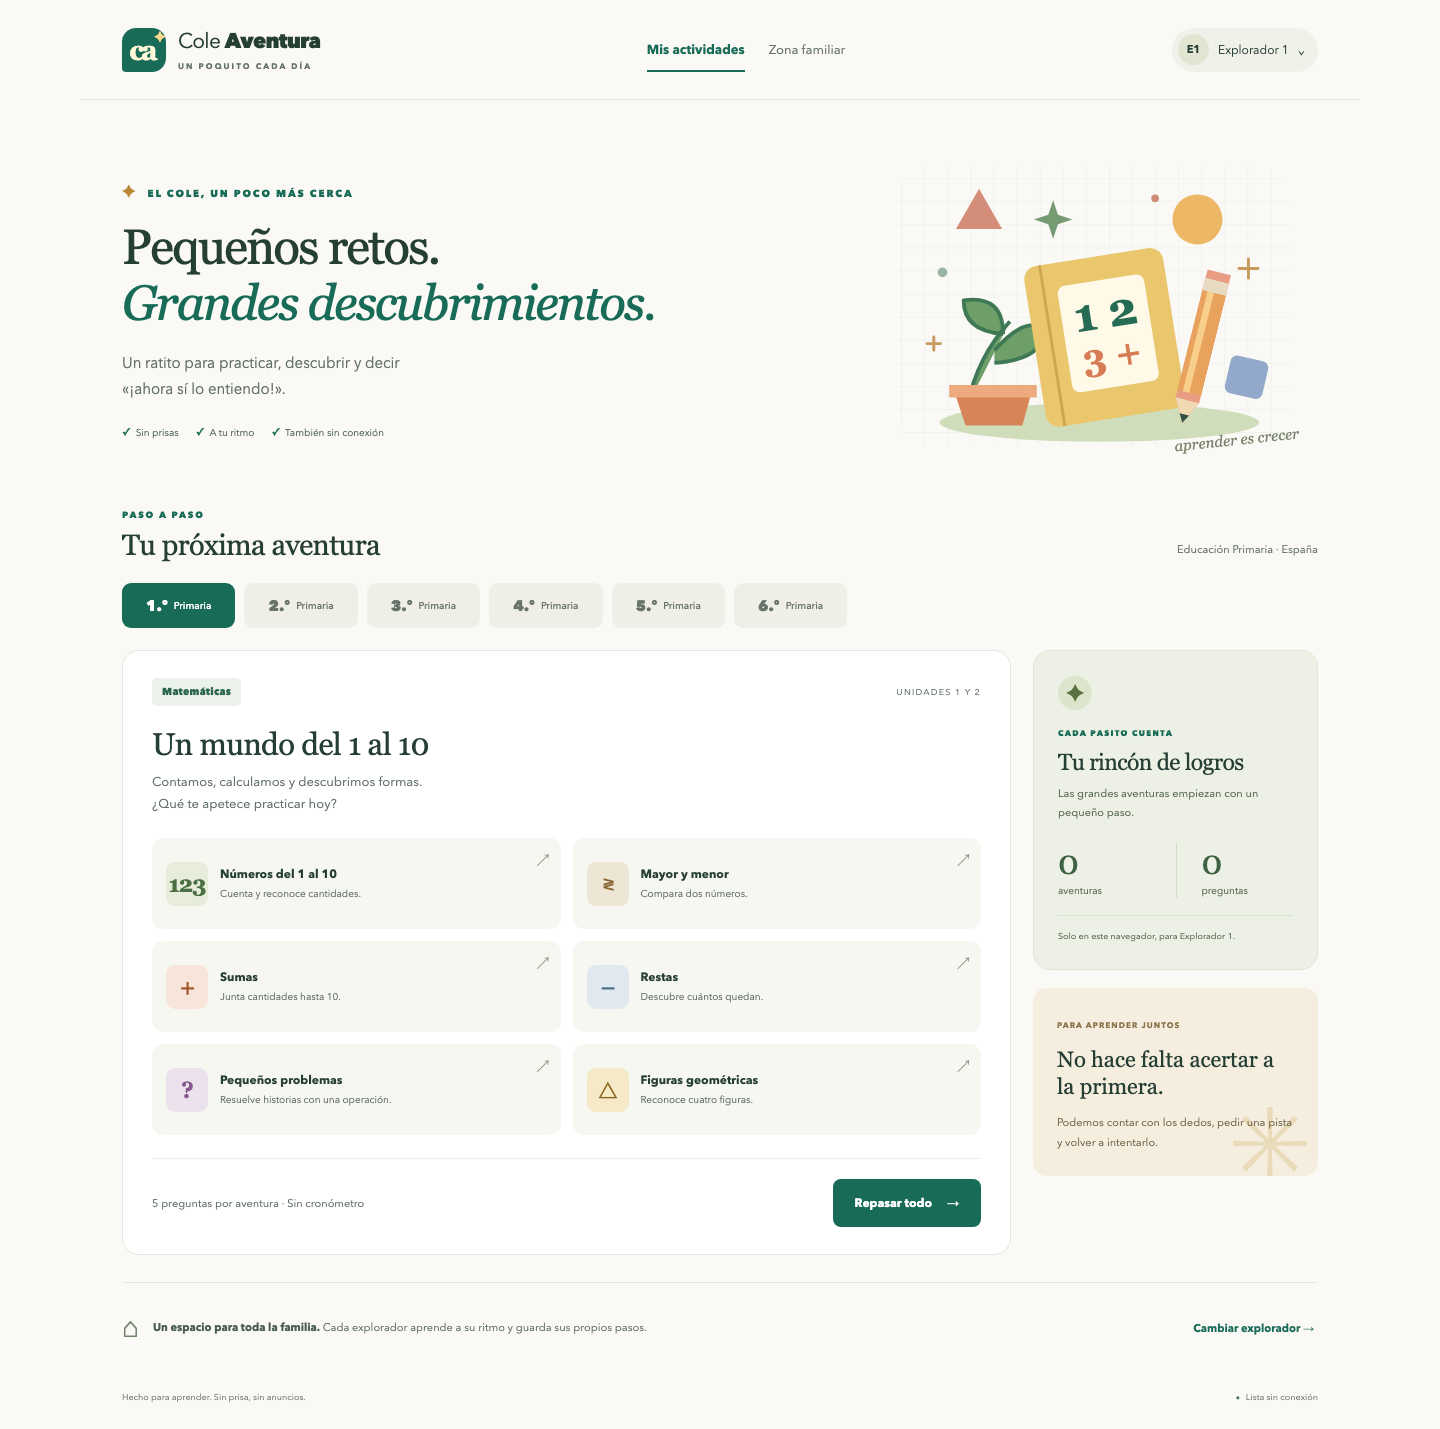 ca
Cole Aventura
UN POQUITO CADA DÍA
Mis actividades
Zona familiar
E1
Explorador 1
EL COLE, UN POCO MÁS CERCA
Pequeños retos.
Grandes descubrimientos.
Un ratito para practicar, descubrir y decir
«¡ahora sí lo entiendo!».
✓ Sin prisas
✓ A tu ritmo
✓ También sin conexión
1 2
3 +
aprender es crecer
PASO A PASO
Tu próxima aventura
Educación Primaria · España
1.º Primaria
2.º Primaria
3.º Primaria
4.º Primaria
5.º Primaria
6.º Primaria
Matemáticas
UNIDADES 1 Y 2
Un mundo del 1 al 10
Contamos, calculamos y descubrimos formas.
¿Qué te apetece practicar hoy?
123
Números del 1 al 10
Cuenta y reconoce cantidades.
≷
Mayor y menor
Compara dos números.
+
Sumas
Junta cantidades hasta 10.
−
Restas
Descubre cuántos quedan.
?
Pequeños problemas
Resuelve historias con una operación.
△
Figuras geométricas
Reconoce cuatro figuras.
5 preguntas por aventura · Sin cronómetro
Repasar todo →
CADA PASITO CUENTA
Tu rincón de logros
Las grandes aventuras empiezan con un
pequeño paso.
0
aventuras
0
preguntas
Solo en este navegador, para Explorador 1.
PARA APRENDER JUNTOS
No hace falta acertar a
la primera.
Podemos contar con los dedos, pedir una pista
y volver a intentarlo.
Un espacio para toda la familia. Cada explorador aprende a su ritmo y guarda sus propios pasos.
Cambiar explorador →
Hecho para aprender. Sin prisa, sin anuncios.
Lista sin conexión